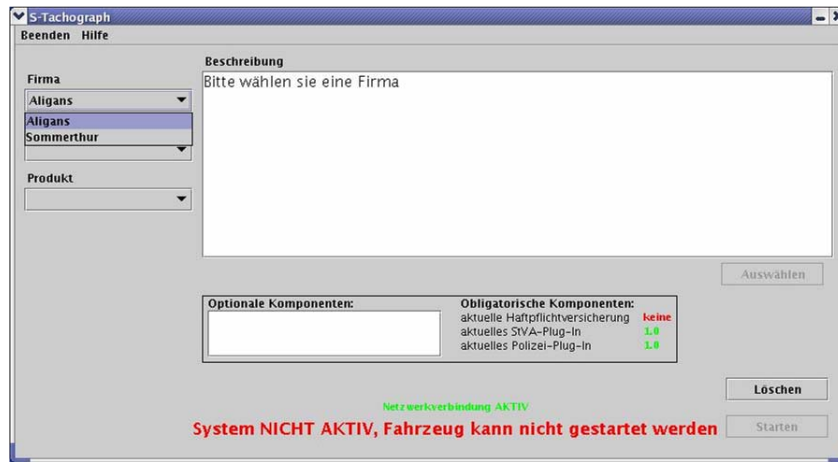 S-Tachograph
Beenden Hilfe
Beschreibung
Bitte wählen sie eine Firma
Firma
Aligans
Aligans
Sommerthur
Produkt
Auswählen
Optionale Komponenten:
Obligatorische Komponenten:
aktuelle Haftpflichtversicherung keine
aktuelles StVA-Plug-In 1.0
aktuelles Polizei-Plug-In 1.0
Löschen
Netzwerkverbindung AKTIV
System NICHT AKTIV, Fahrzeug kann nicht gestartet werden
Starten